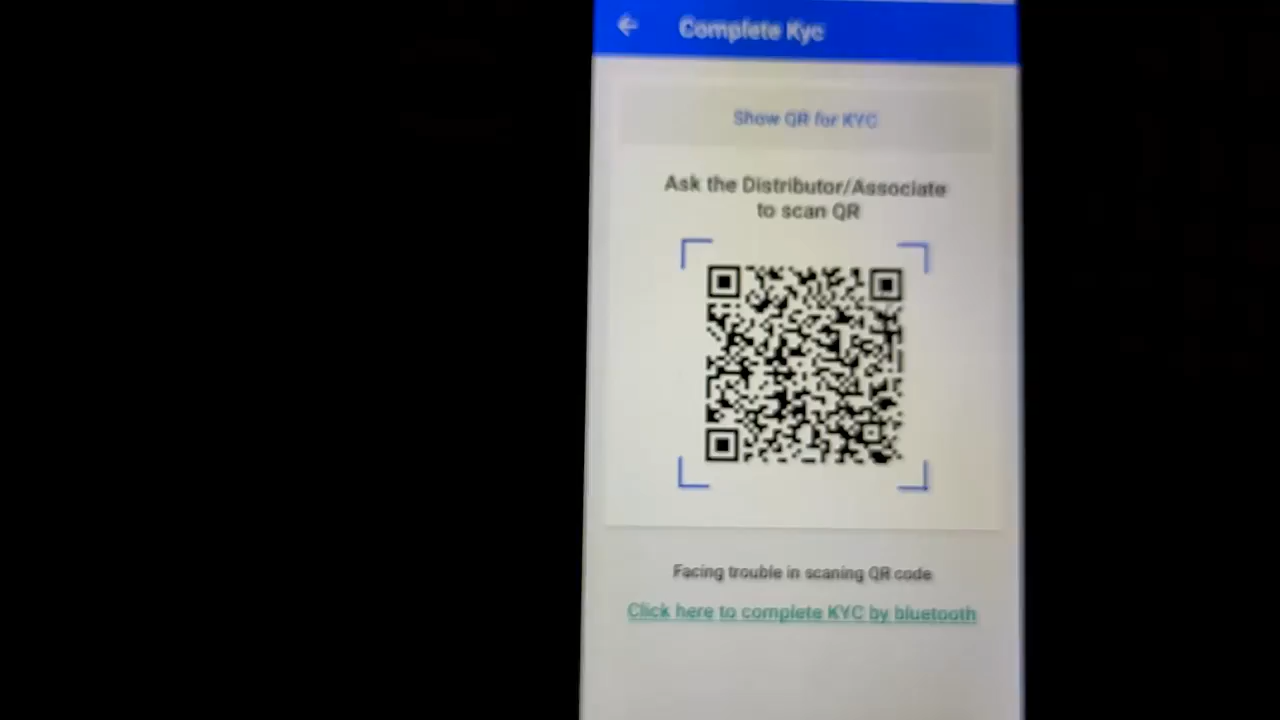 Complete Kyc
Show QR for KYC
Ask the Distributor/Associate
to scan QR
Facing trouble in scaning QR code
Click here to complete KYC by bluetooth